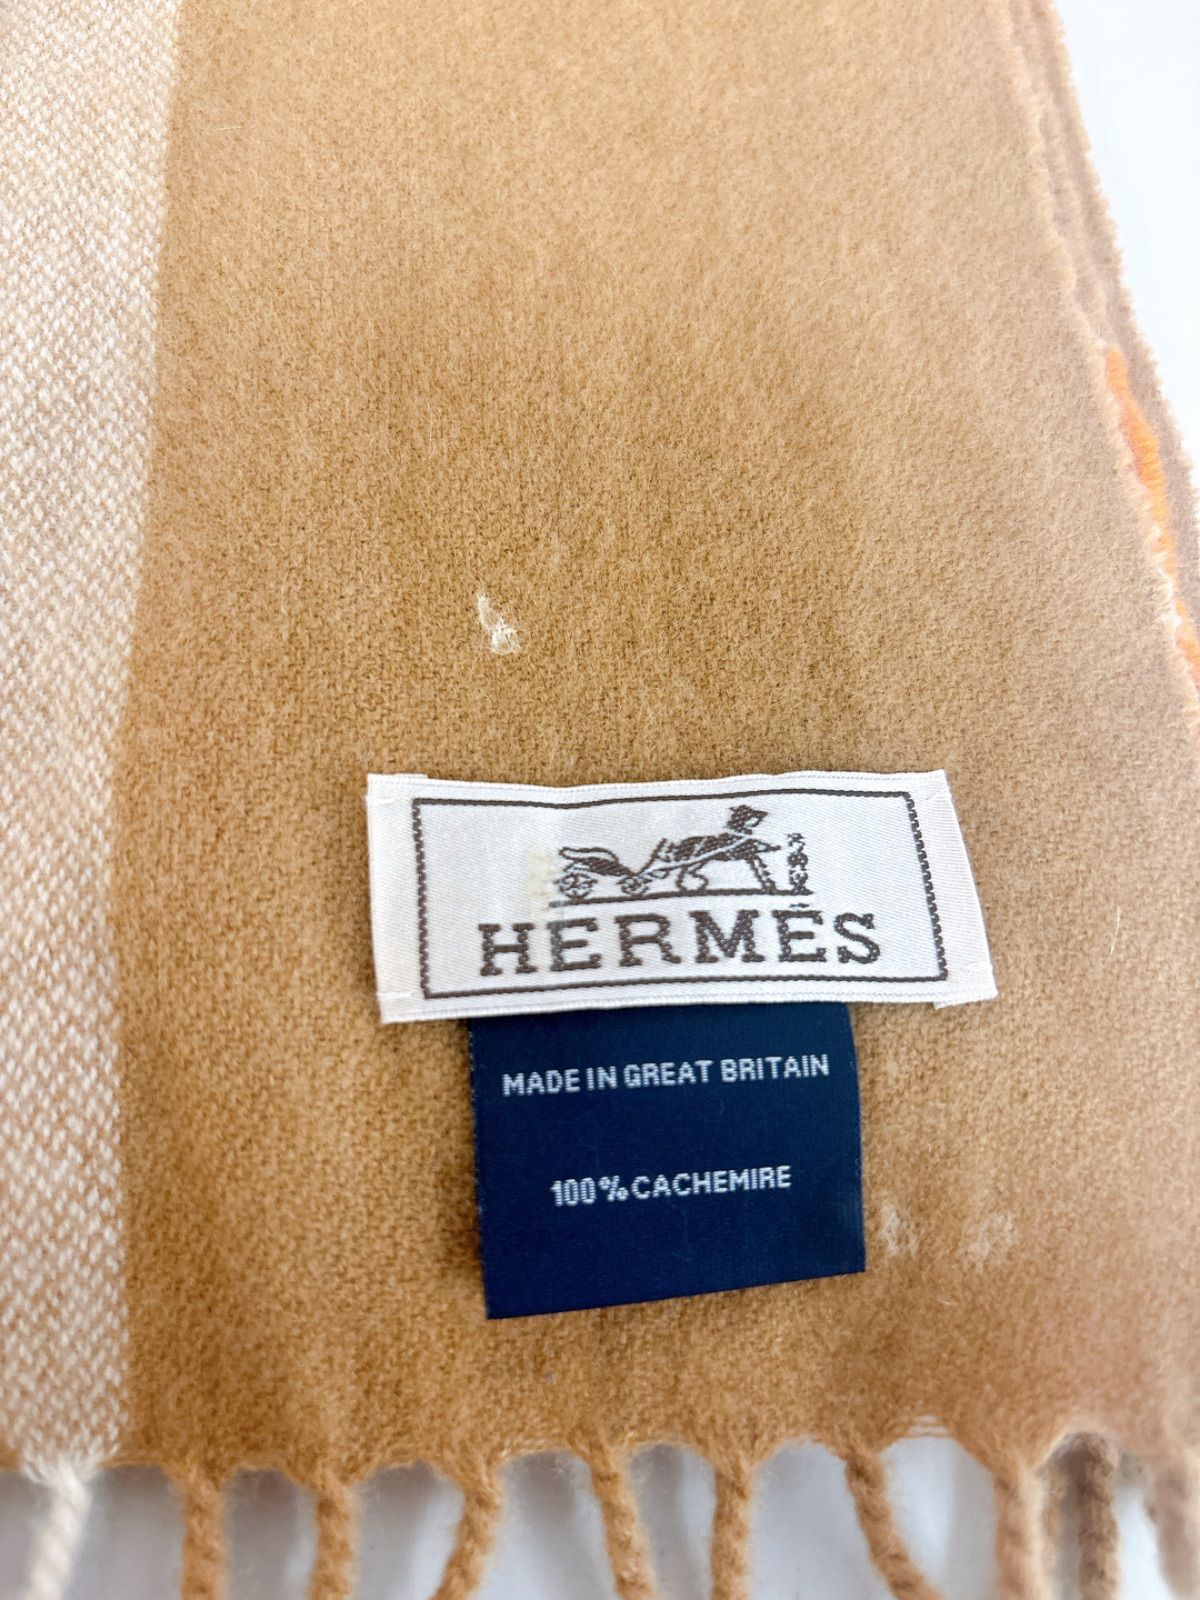 HERMÈS
MADE IN GREAT BRITAIN
100% CACHEMIRE